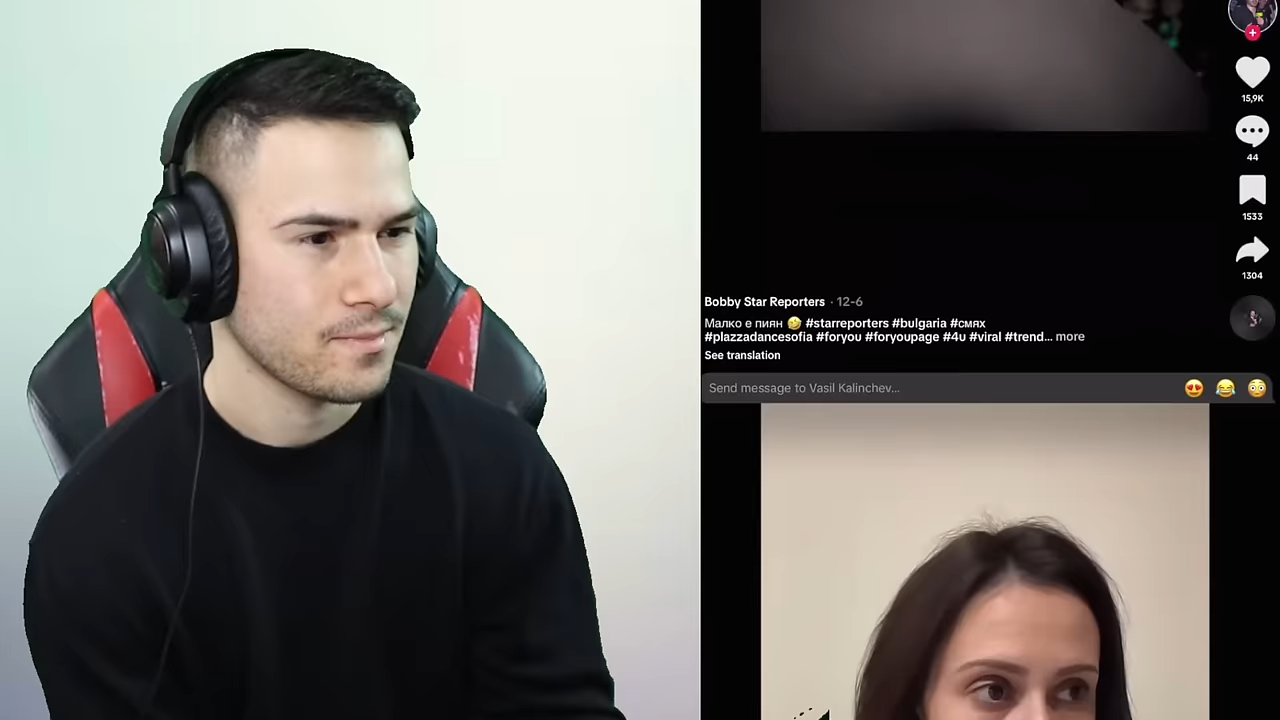 15,9K
44
1533
1304
Bobby Star Reporters · 12-6
Малко е пиян 🤣 #starreporters #bulgaria #смях
#plazzadancesofia #foryou #foryoupage #4u #viral #trend... more
See translation
Send message to Vasil Kalinchev...